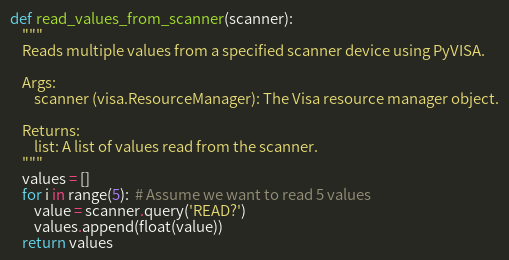 def read_values_from_scanner(scanner):
    """
    Reads multiple values from a specified scanner device using PyVISA.

    Args:
        scanner (visa.ResourceManager): The Visa resource manager object.

    Returns:
        list: A list of values read from the scanner.
    """
    values = []
    for i in range(5):  # Assume we want to read 5 values
        value = scanner.query('READ?')
        values.append(float(value))
    return values